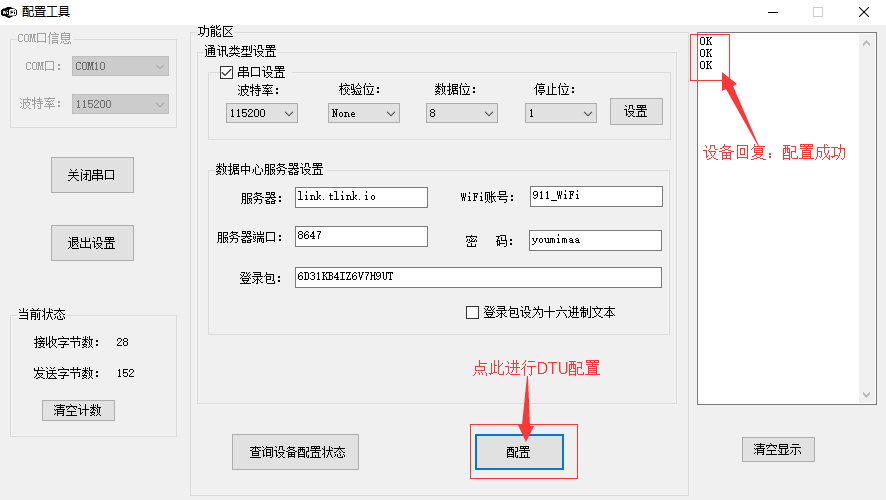 配置工具
COM口信息
COM口： COM10
波特率： 115200
关闭串口
退出设置
当前状态
接收字节数： 28
发送字节数： 152
清空计数
功能区
通讯类型设置
串口设置
波特率： 校验位： 数据位： 停止位：
115200 None 8 1 设置
数据中心服务器设置
服务器： link.tlink.io WiFi账号： 911_WiFi
服务器端口： 8647 密 码： youmimaa
登录包： 6D31KB4IZ6V7H9UT
登录包设为十六进制文本
点此进行DTU配置
查询设备配置状态 配置
OK
OK
OK
设备回复：配置成功
清空显示